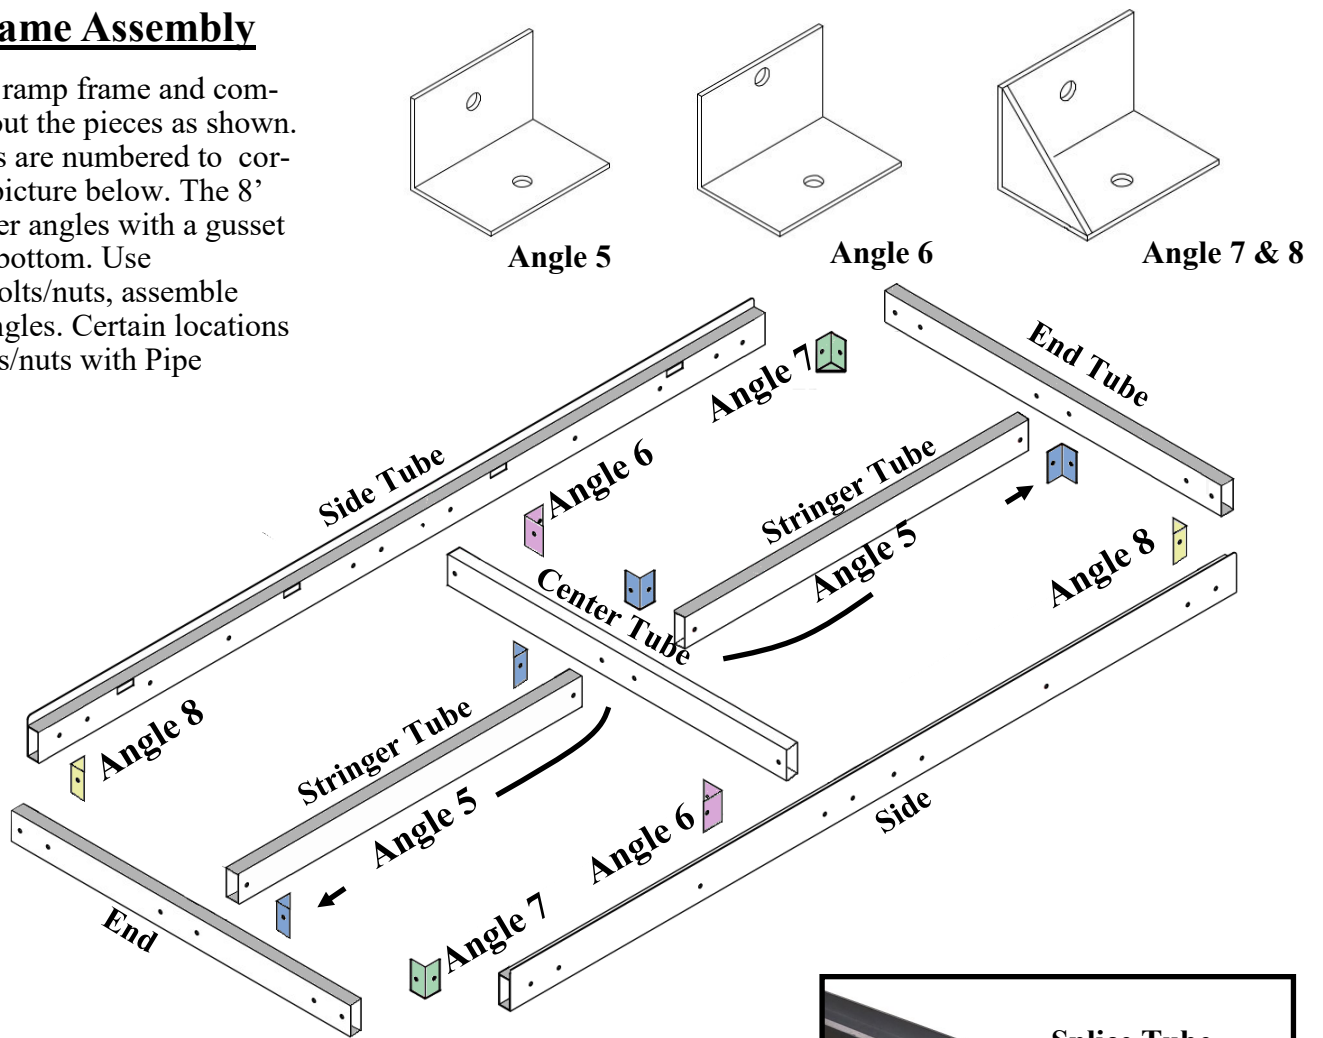 ame Assembly
ramp frame and com-
out the pieces as shown.
s are numbered to cor-
picture below. The 8’
er angles with a gusset
bottom. Use
olts/nuts, assemble
ngles. Certain locations
s/nuts with Pipe
Angle 5
Angle 6
Angle 7 & 8
End Tube
Angle 7
Side Tube
Angle 6
Stringer Tube
Angle 5
Center Tube
Angle 8
Angle 8
Stringer Tube
Angle 5
Angle 6
Side
End
Angle 7
Splice Tube